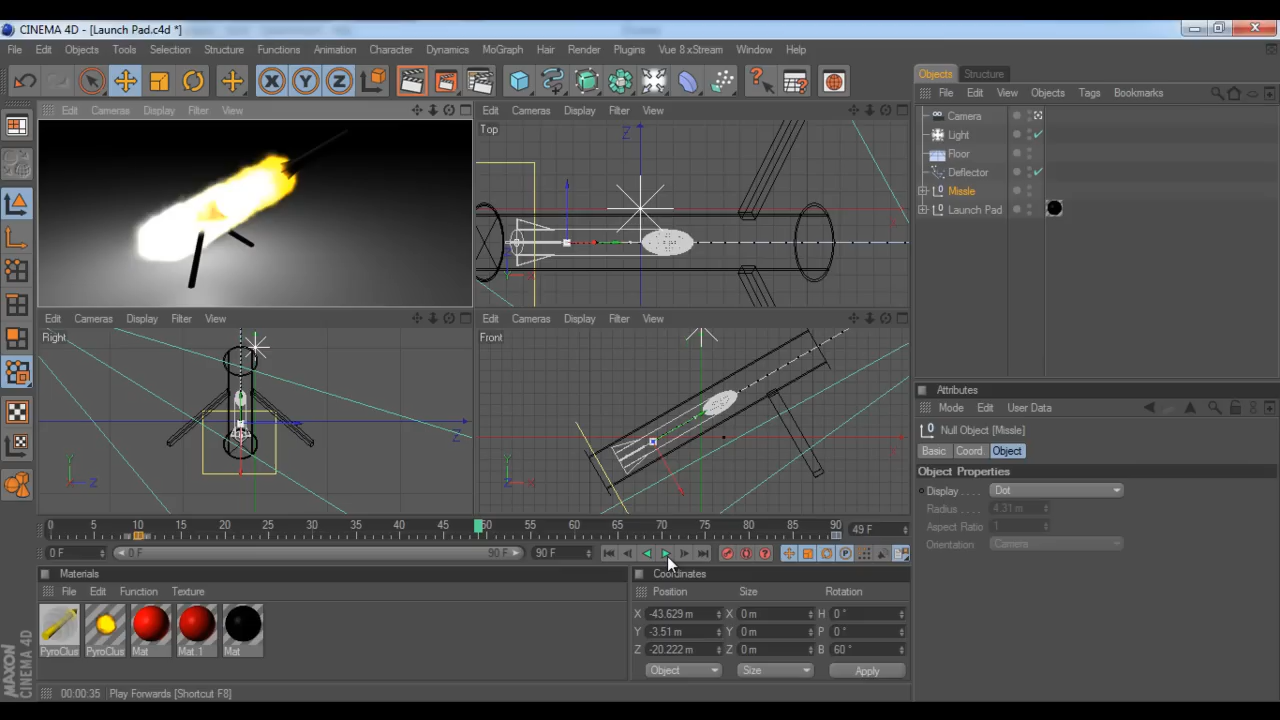 CINEMA 4D - [Launch Pad.c4d *]
File Edit Objects Tools Selection Structure Functions Animation Character Dynamics MoGraph Hair Render Plugins Vue 8 xStream Window Help
X Y Z
Objects Structure
File Edit View Objects Tags Bookmarks
Camera
Light
Floor
Deflector
Missle
Launch Pad
Edit Cameras Display Filter View
Edit Cameras Display Filter View
Top
Z
Edit Cameras Display Filter View
Right
Z
Y
Z
Edit Cameras Display Filter View
Front
Y
Attributes
Mode Edit User Data
Null Object [Missle]
Basic Coord. Object
Object Properties
Display . . . . Dot
Radius . . . . 4.31 m
Aspect Ratio 1
Orientation Camera
0 5 10 15 20 25 30 35 40 45 50 55 60 65 70 75 80 85 90 49 F
0 F 0 F 90 F 90 F
Materials
File Edit Function Texture
PyroClus PyroClus Mat Mat.1 Mat
Coordinates
Position Size Rotation
X -43.629 m X 0 m H 0 °
Y -3.51 m Y 0 m P 0 °
Z -20.222 m Z 0 m B 60 °
Object Size Apply
MAXON CINEMA 4D
00:00:35 Play Forwards [Shortcut F8]